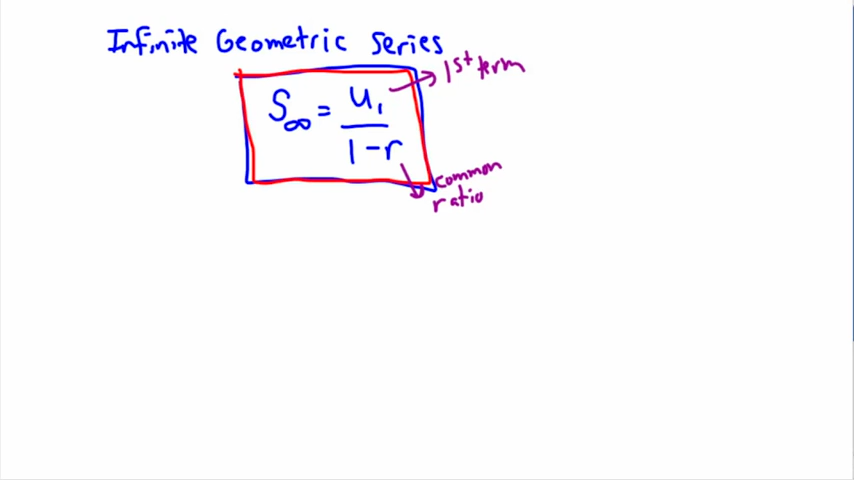 Infinite Geometric Series
S∞ = u₁ / (1 - r)
1st term
common
ratio